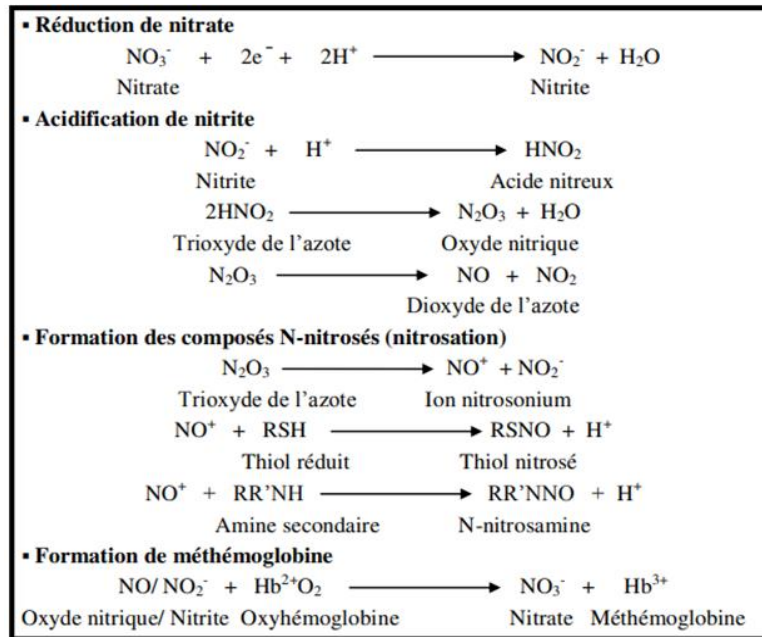 ▪ Réduction de nitrate
NO₃⁻ + 2e⁻ + 2H⁺ ⟶ NO₂⁻ + H₂O
Nitrate Nitrite
▪ Acidification de nitrite
NO₂⁻ + H⁺ ⟶ HNO₂
Nitrite Acide nitreux
2HNO₂ ⟶ N₂O₃ + H₂O
Trioxyde de l’azote Oxyde nitrique
N₂O₃ ⟶ NO + NO₂
Dioxyde de l’azote
▪ Formation des composés N-nitrosés (nitrosation)
N₂O₃ ⟶ NO⁺ + NO₂⁻
Trioxyde de l’azote Ion nitrosonium
NO⁺ + RSH ⟶ RSNO + H⁺
Thiol réduit Thiol nitrosé
NO⁺ + RR’NH ⟶ RR’NNO + H⁺
Amine secondaire N-nitrosamine
▪ Formation de méthémoglobine
NO/ NO₂⁻ + Hb²⁺O₂ ⟶ NO₃⁻ + Hb³⁺
Oxyde nitrique/ Nitrite Oxyhémoglobine Nitrate Méthémoglobine